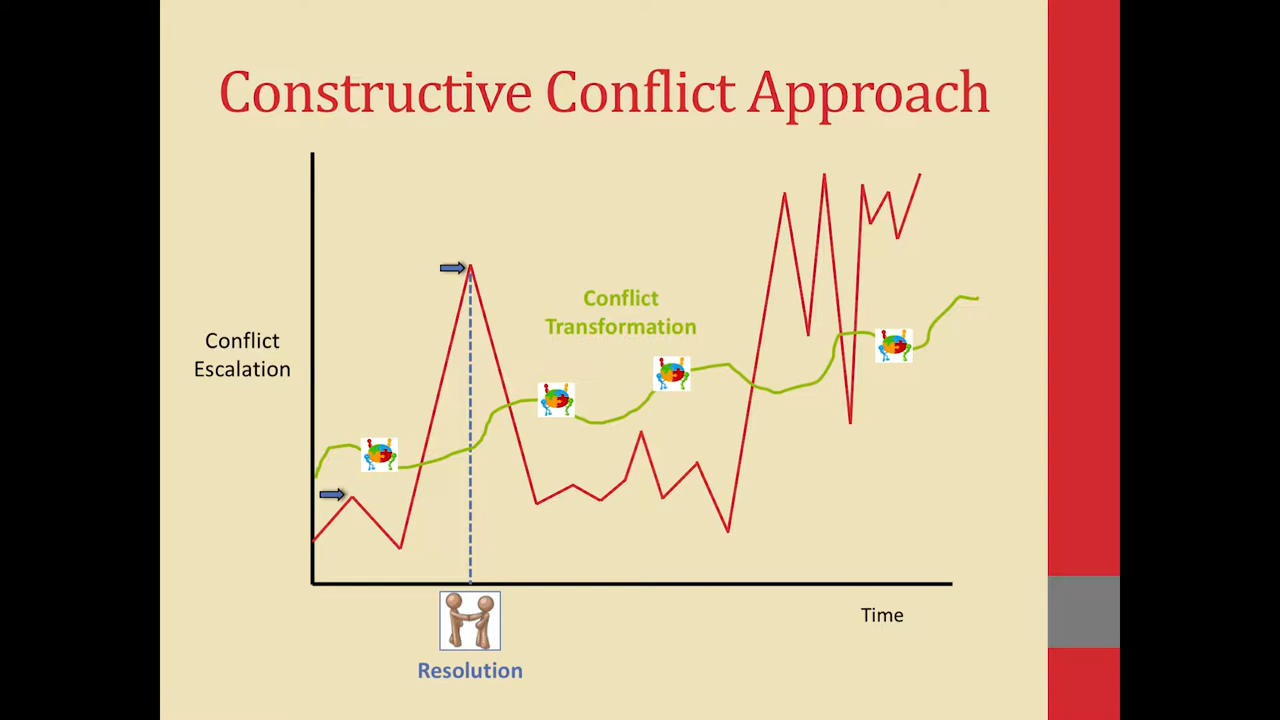 Constructive Conflict Approach
Conflict
Transformation
Conflict
Escalation
Time
Resolution